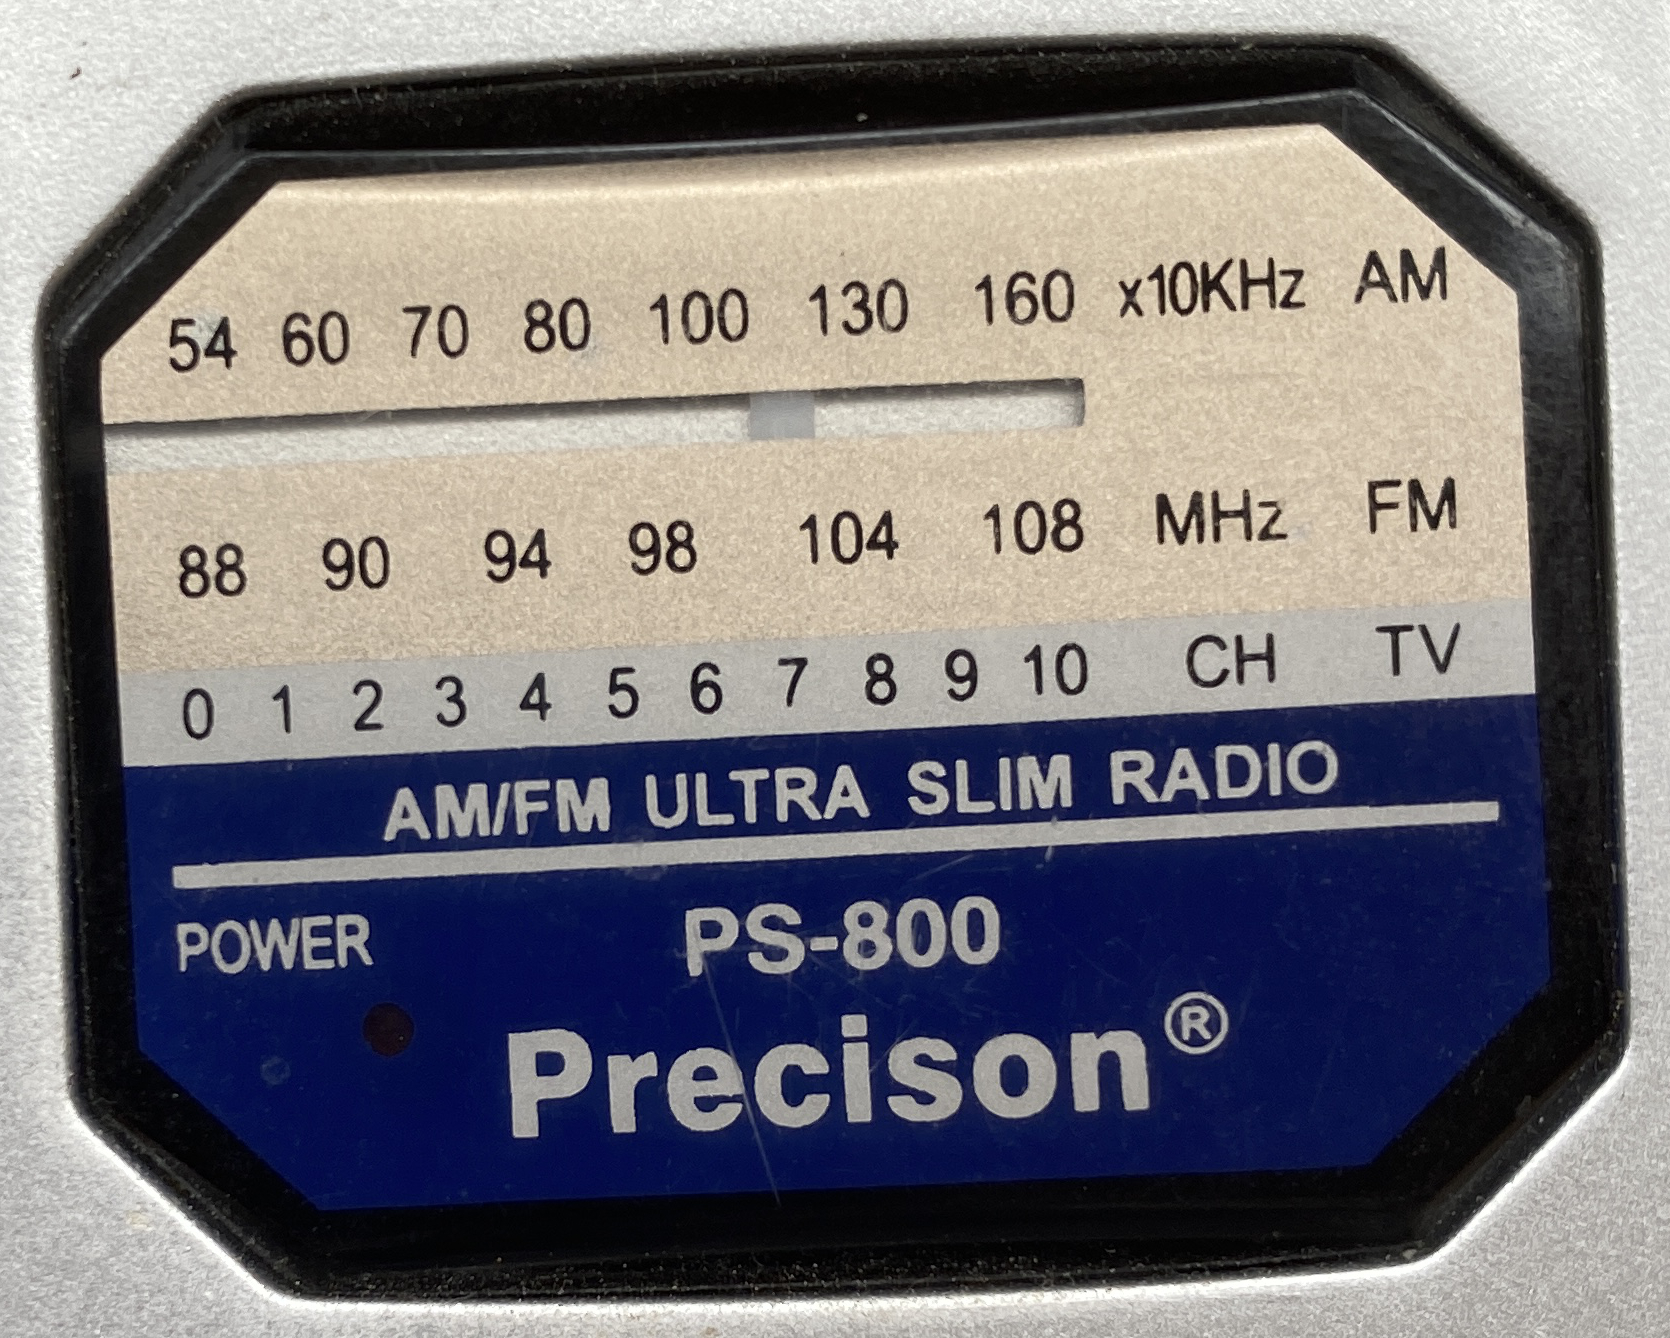 54 60 70 80 100 130 160 x10KHz AM
88 90 94 98 104 108 MHz FM
0 1 2 3 4 5 6 7 8 9 10 CH TV
AM/FM ULTRA SLIM RADIO
POWER PS-800
Precison®